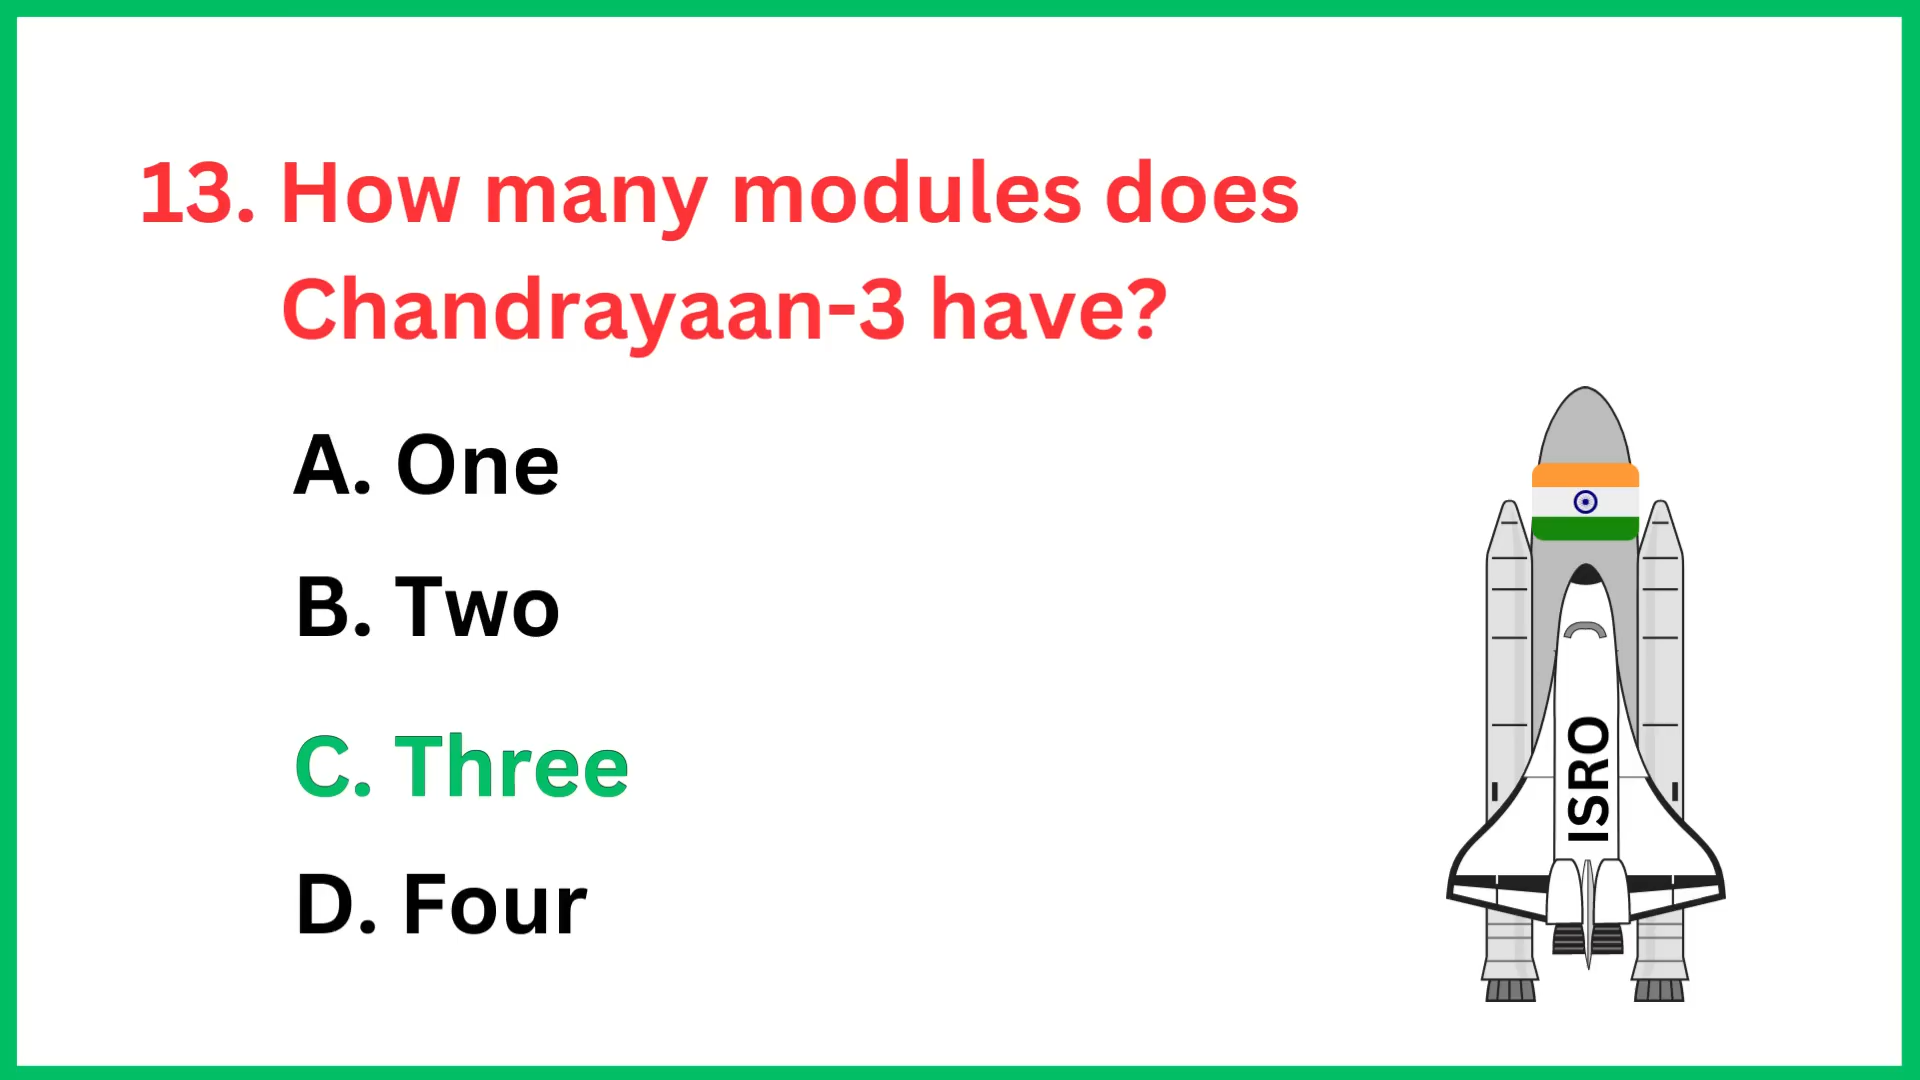 13. How many modules does
Chandrayaan-3 have?
A. One
B. Two
C. Three
D. Four
ISRO